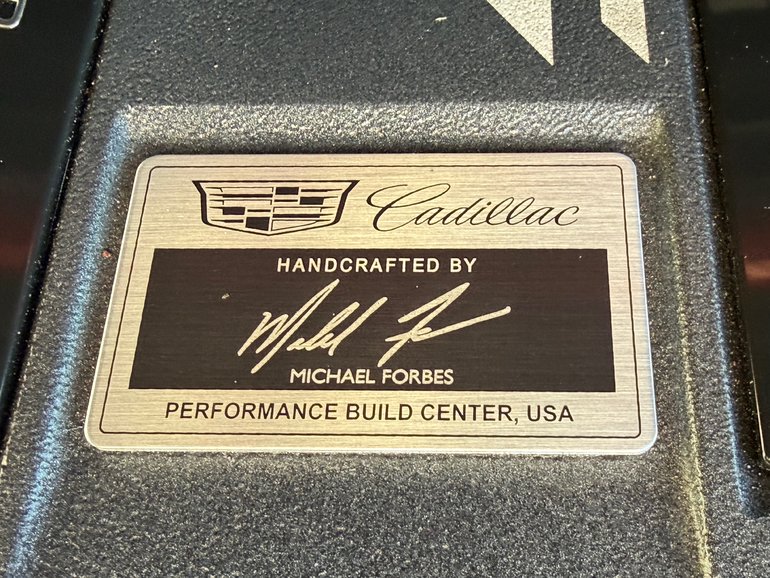 Cadillac
HANDCRAFTED BY
MICHAEL FORBES
PERFORMANCE BUILD CENTER, USA